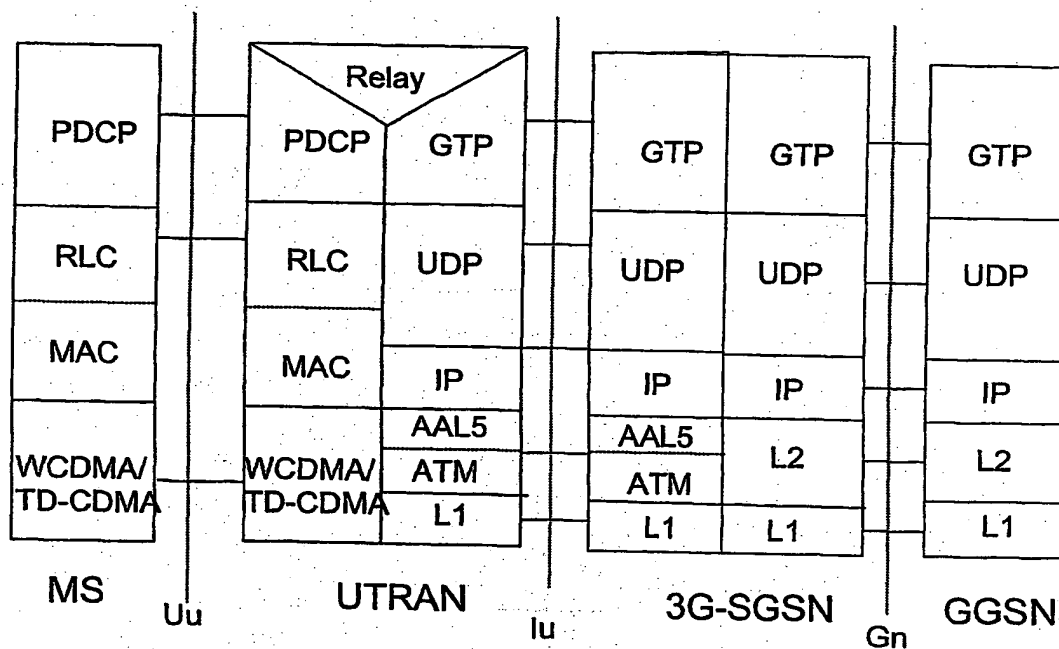 Relay
PDCP
PDCP
GTP
GTP
GTP
GTP
RLC
RLC
UDP
UDP
UDP
UDP
MAC
MAC
IP
IP
IP
IP
AAL5
AAL5
WCDMA/
TD-CDMA
WCDMA/
TD-CDMA
ATM
ATM
L2
L2
L1
L1
L1
L1
MS
UTRAN
3G-SGSN
GGSN
Uu
Iu
Gn